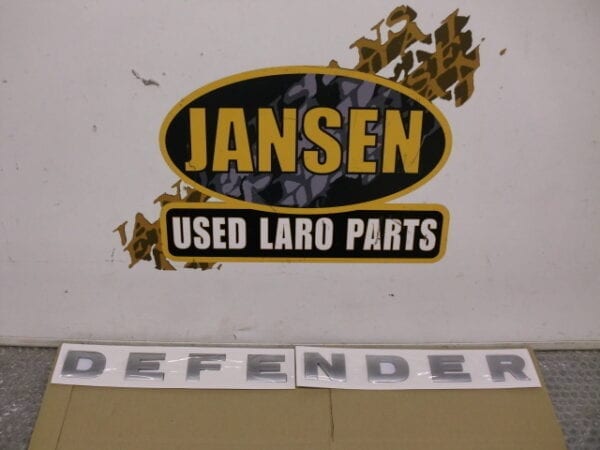 JANSEN
USED LARO PARTS
DEFENDER